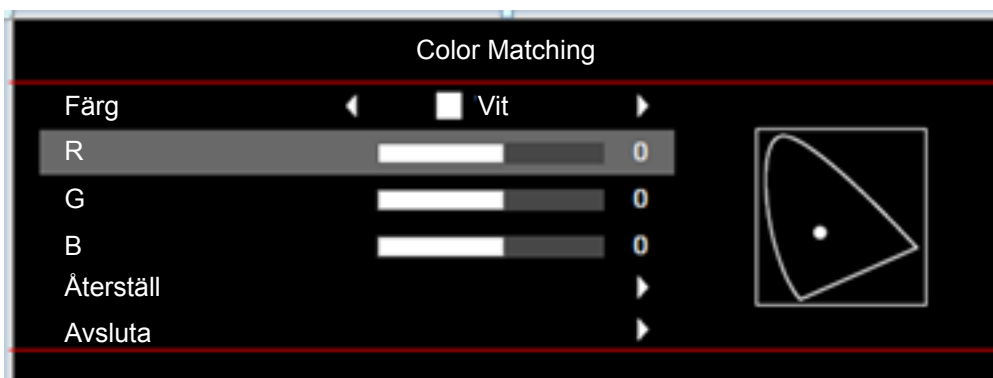 Color Matching
Färg Vit
R 0
G 0
B 0
Återställ
Avsluta